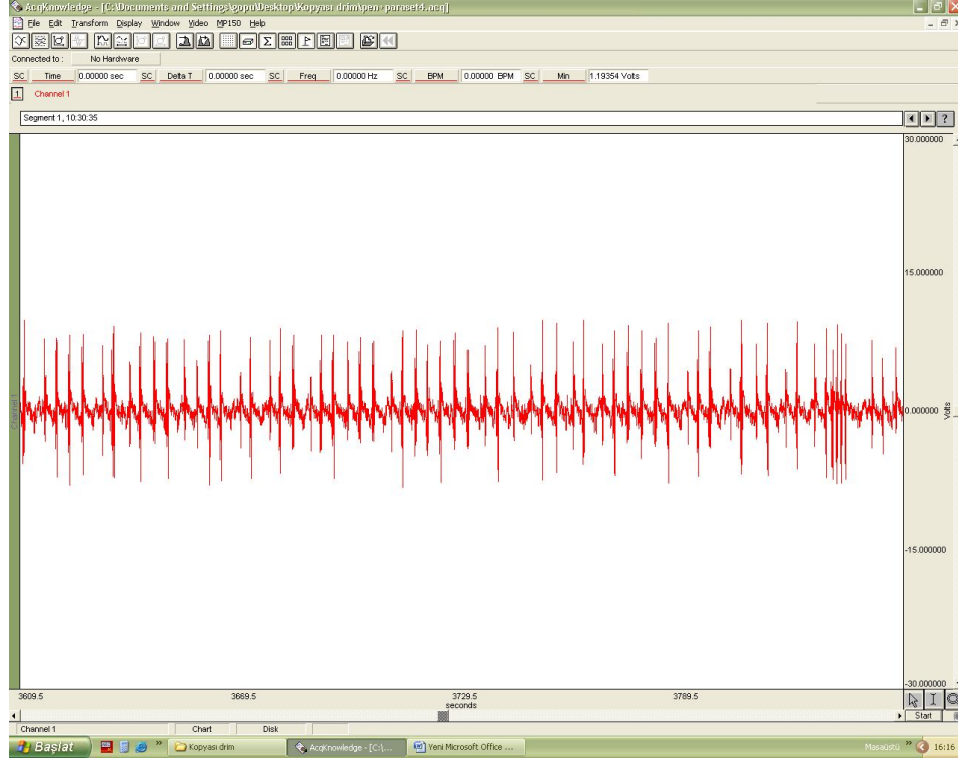 AcqKnowledge - [C:\Documents and Settings\gopu\Desktop\Kopyası drim\pen+paraset4.acq]
File Edit Transform Display Window Video MP150 Help
Connected to : No Hardware
SC Time 0.00000 sec SC Delta T 0.00000 sec SC Freq 0.00000 Hz SC BPM 0.00000 BPM SC Min 1.19354 Volts
1 Channel 1
Segment 1, 10:30:35
?
30.000000
15.000000
0.000000
-15.000000
-30.000000
Volts
Channel 1
3609.5 3669.5 3729.5 3789.5
seconds
Start
Channel 1 Chart Disk
Başlat » Kopyası drim AcqKnowledge - [C:\... Yeni Microsoft Office ... Masaüstü » 16:16